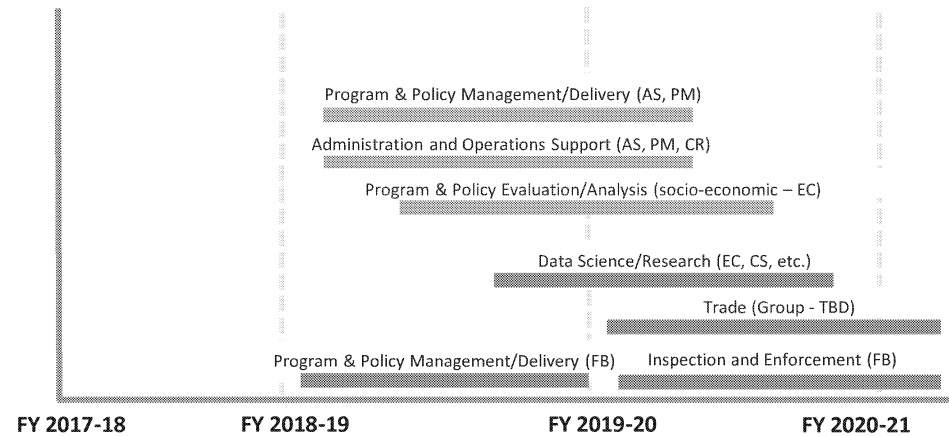 Program & Policy Management/Delivery (AS, PM)
Administration and Operations Support (AS, PM, CR)
Program & Policy Evaluation/Analysis (socio-economic – EC)
Data Science/Research (EC, CS, etc.)
Trade (Group - TBD)
Program & Policy Management/Delivery (FB)
Inspection and Enforcement (FB)
FY 2017-18
FY 2018-19
FY 2019-20
FY 2020-21